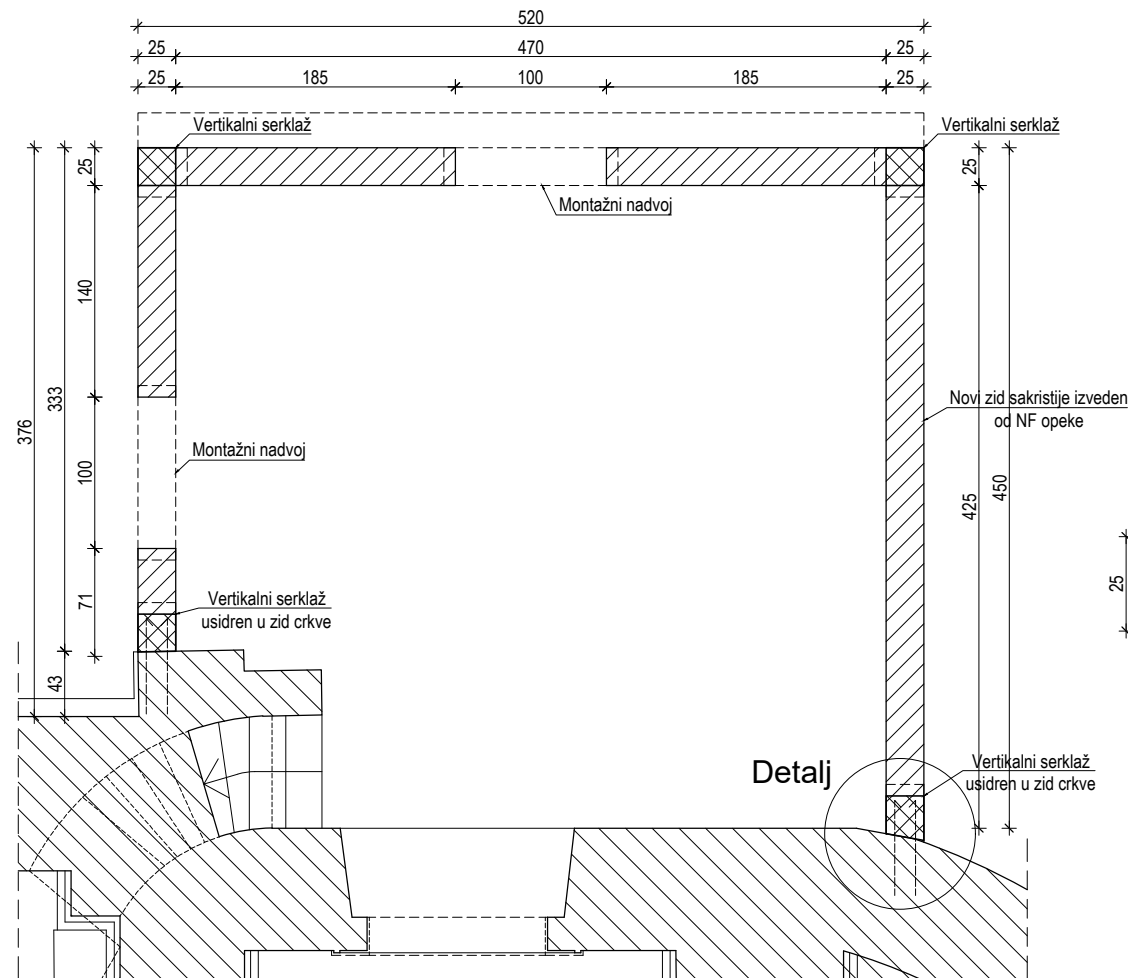 520
25 470 25
25 185 100 185 25
Vertikalni serklaž
Vertikalni serklaž
25
25
Montažni nadvoj
140
333
376
Novi zid sakristije izveden
od NF opeke
Montažni nadvoj
100
425
450
25
71
Vertikalni serklaž
usidren u zid crkve
43
Detalj
Vertikalni serklaž
usidren u zid crkve